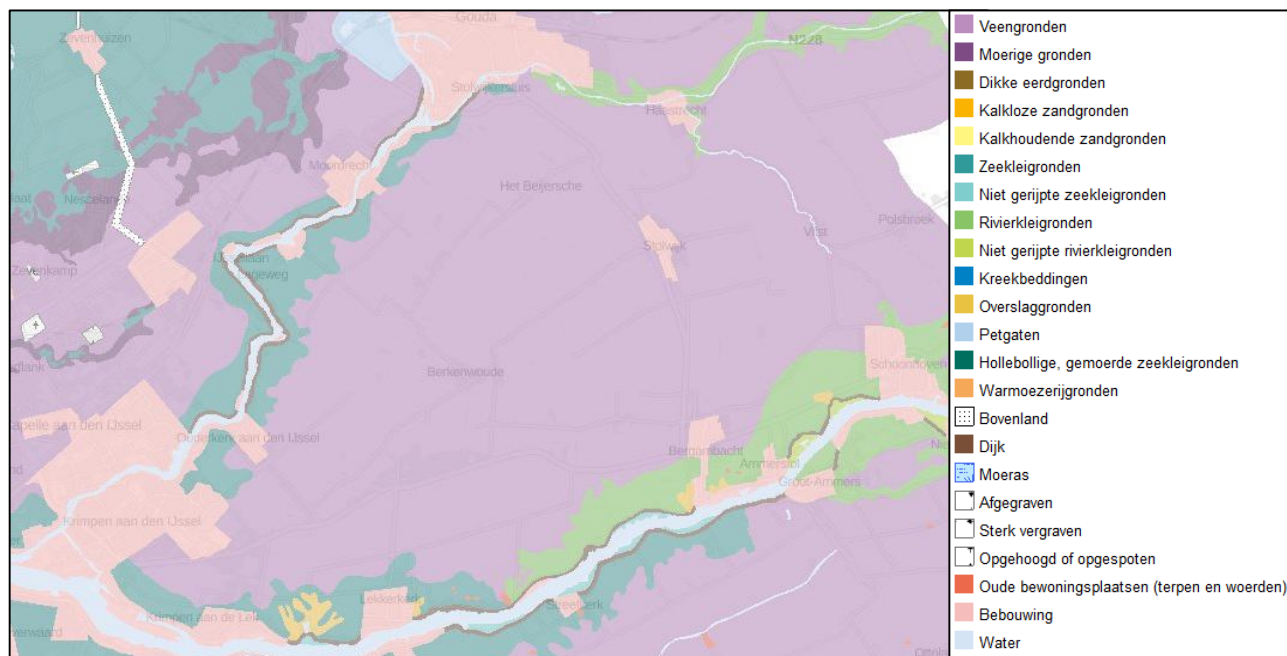 Gouda
Zevenhuizen
N228
Stolwijkersluis
Haastrecht
Moordrecht
Het Beijersche
Nesselande
Polsbroek
Stolwijk
Vlist
Zevenkamp
IJssellaan
Berkenwoude
Schoonhoven
Capelle aan den IJssel
Ouderkerk aan den IJssel
Bergambacht
Ammerstol
Groot-Ammers
Krimpen aan den IJssel
Lekkerkerk
Streefkerk
Krimpen aan de Lek
Veengronden
Moerige gronden
Dikke eerdgronden
Kalkloze zandgronden
Kalkhoudende zandgronden
Zeekleigronden
Niet gerijpte zeekleigronden
Rivierkleigronden
Niet gerijpte rivierkleigronden
Kreekbeddingen
Overslaggronden
Petgaten
Hollebollige, gemoerde zeekleigronden
Warmoezerijgronden
Bovenland
Dijk
Moeras
Afgegraven
Sterk vergraven
Opgehoogd of opgespoten
Oude bewoningsplaatsen (terpen en woerden)
Bebouwing
Water